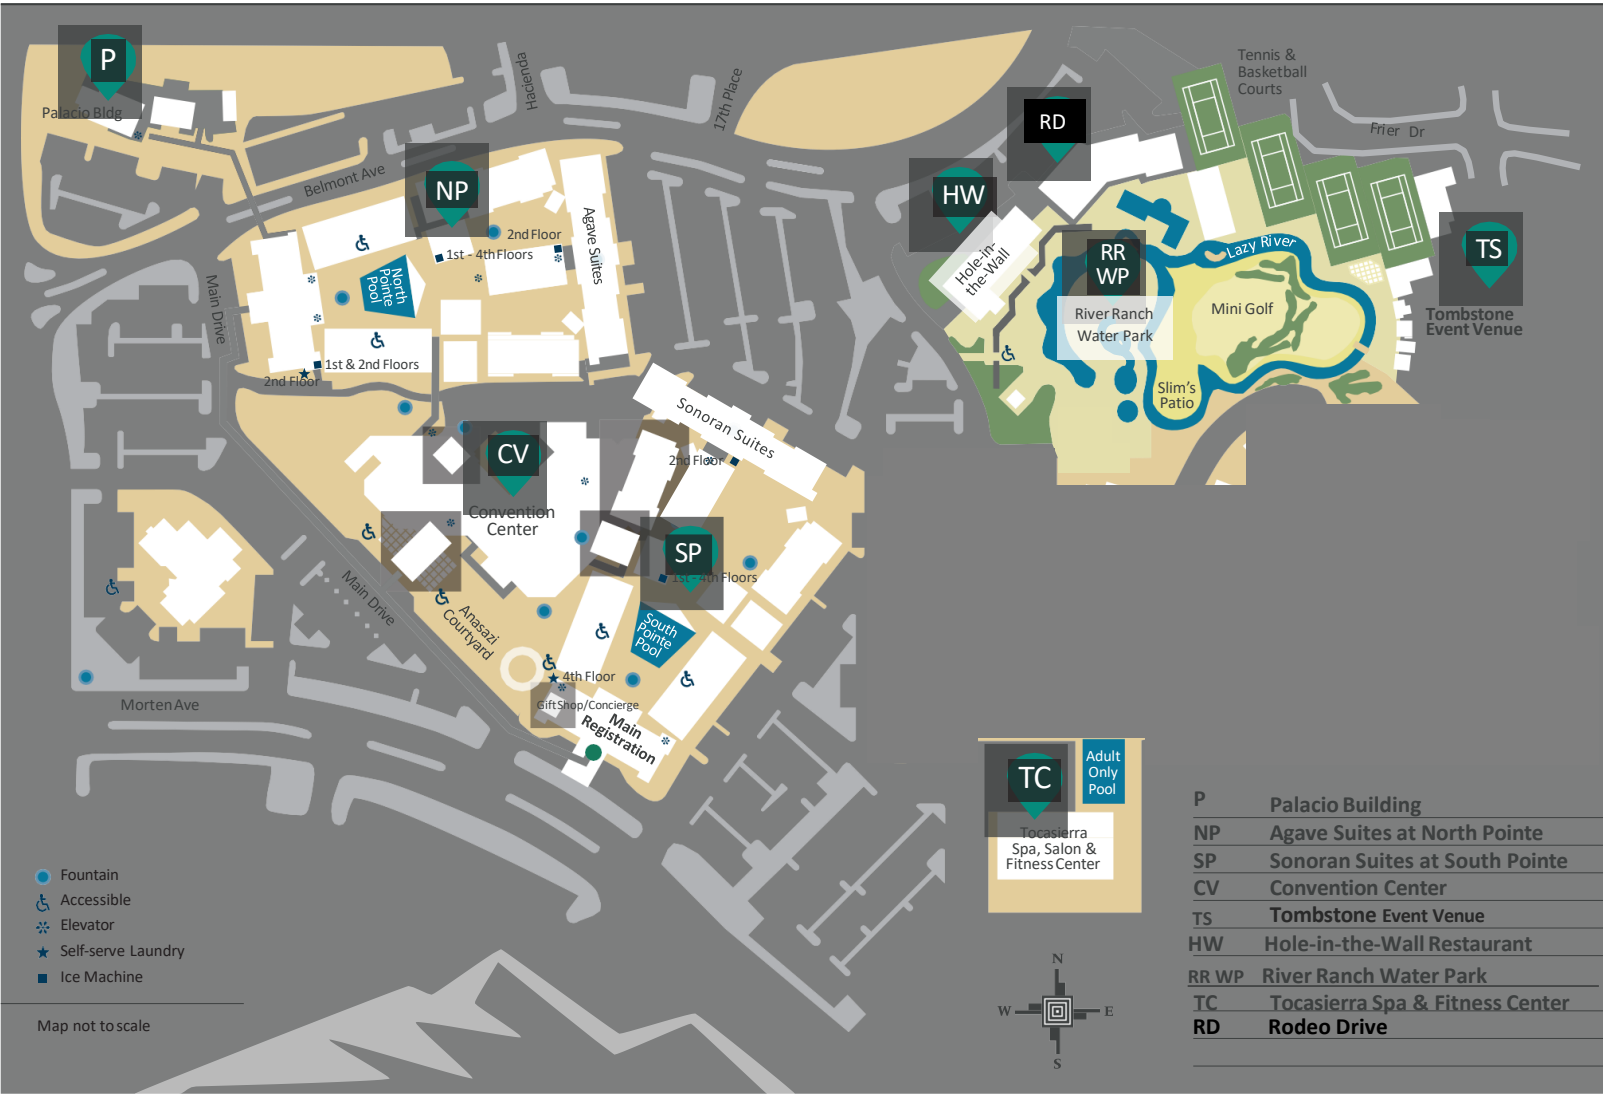 P
Palacio Bldg
Hacienda
17th Place
Belmont Ave
NP
2nd Floor
1st - 4th Floors
Agave Suites
North
Pointe
Pool
Main Drive
1st & 2nd Floors
2nd Floor
Tennis &
Basketball
Courts
RD
Frier Dr
HW
Hole-in-
the-Wall
RR
WP
River Ranch
Water Park
Lazy River
Mini Golf
Slim's
Patio
TS
Tombstone
Event Venue
Sonoran Suites
2nd Floor
CV
Convention
Center
SP
1st - 4th Floors
South
Pointe
Pool
Main Drive
Anasazi
Courtyard
4th Floor
Gift Shop/Concierge
Main
Registration
Morten Ave
TC
Tocasierra
Spa, Salon &
Fitness Center
Adult
Only
Pool
Fountain
Accessible
Elevator
Self-serve Laundry
Ice Machine
Map not to scale
N
W E
S
P Palacio Building
NP Agave Suites at North Pointe
SP Sonoran Suites at South Pointe
CV Convention Center
TS Tombstone Event Venue
HW Hole-in-the-Wall Restaurant
RR WP River Ranch Water Park
TC Tocasierra Spa & Fitness Center
RD Rodeo Drive